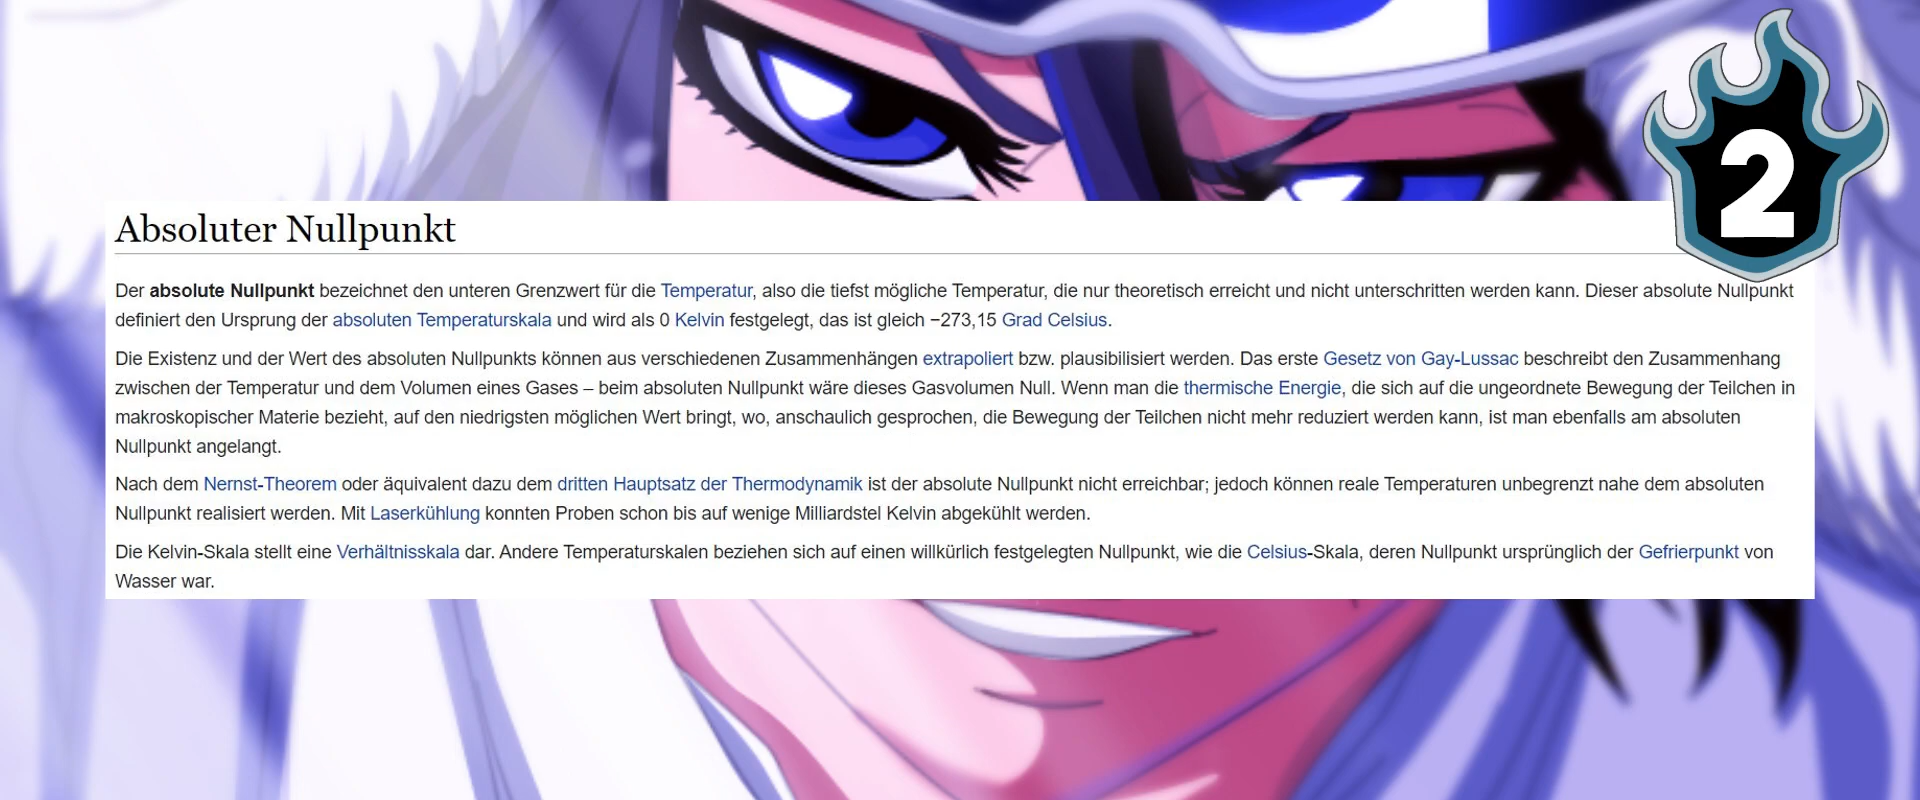 2
Absoluter Nullpunkt
Der absolute Nullpunkt bezeichnet den unteren Grenzwert für die Temperatur, also die tiefst mögliche Temperatur, die nur theoretisch erreicht und nicht unterschritten werden kann. Dieser absolute Nullpunkt
definiert den Ursprung der absoluten Temperaturskala und wird als 0 Kelvin festgelegt, das ist gleich −273,15 Grad Celsius.
Die Existenz und der Wert des absoluten Nullpunkts können aus verschiedenen Zusammenhängen extrapoliert bzw. plausibilisiert werden. Das erste Gesetz von Gay-Lussac beschreibt den Zusammenhang
zwischen der Temperatur und dem Volumen eines Gases – beim absoluten Nullpunkt wäre dieses Gasvolumen Null. Wenn man die thermische Energie, die sich auf die ungeordnete Bewegung der Teilchen in
makroskopischer Materie bezieht, auf den niedrigsten möglichen Wert bringt, wo, anschaulich gesprochen, die Bewegung der Teilchen nicht mehr reduziert werden kann, ist man ebenfalls am absoluten
Nullpunkt angelangt.
Nach dem Nernst-Theorem oder äquivalent dazu dem dritten Hauptsatz der Thermodynamik ist der absolute Nullpunkt nicht erreichbar; jedoch können reale Temperaturen unbegrenzt nahe dem absoluten
Nullpunkt realisiert werden. Mit Laserkühlung konnten Proben schon bis auf wenige Milliardstel Kelvin abgekühlt werden.
Die Kelvin-Skala stellt eine Verhältnisskala dar. Andere Temperaturskalen beziehen sich auf einen willkürlich festgelegten Nullpunkt, wie die Celsius-Skala, deren Nullpunkt ursprünglich der Gefrierpunkt von
Wasser war.